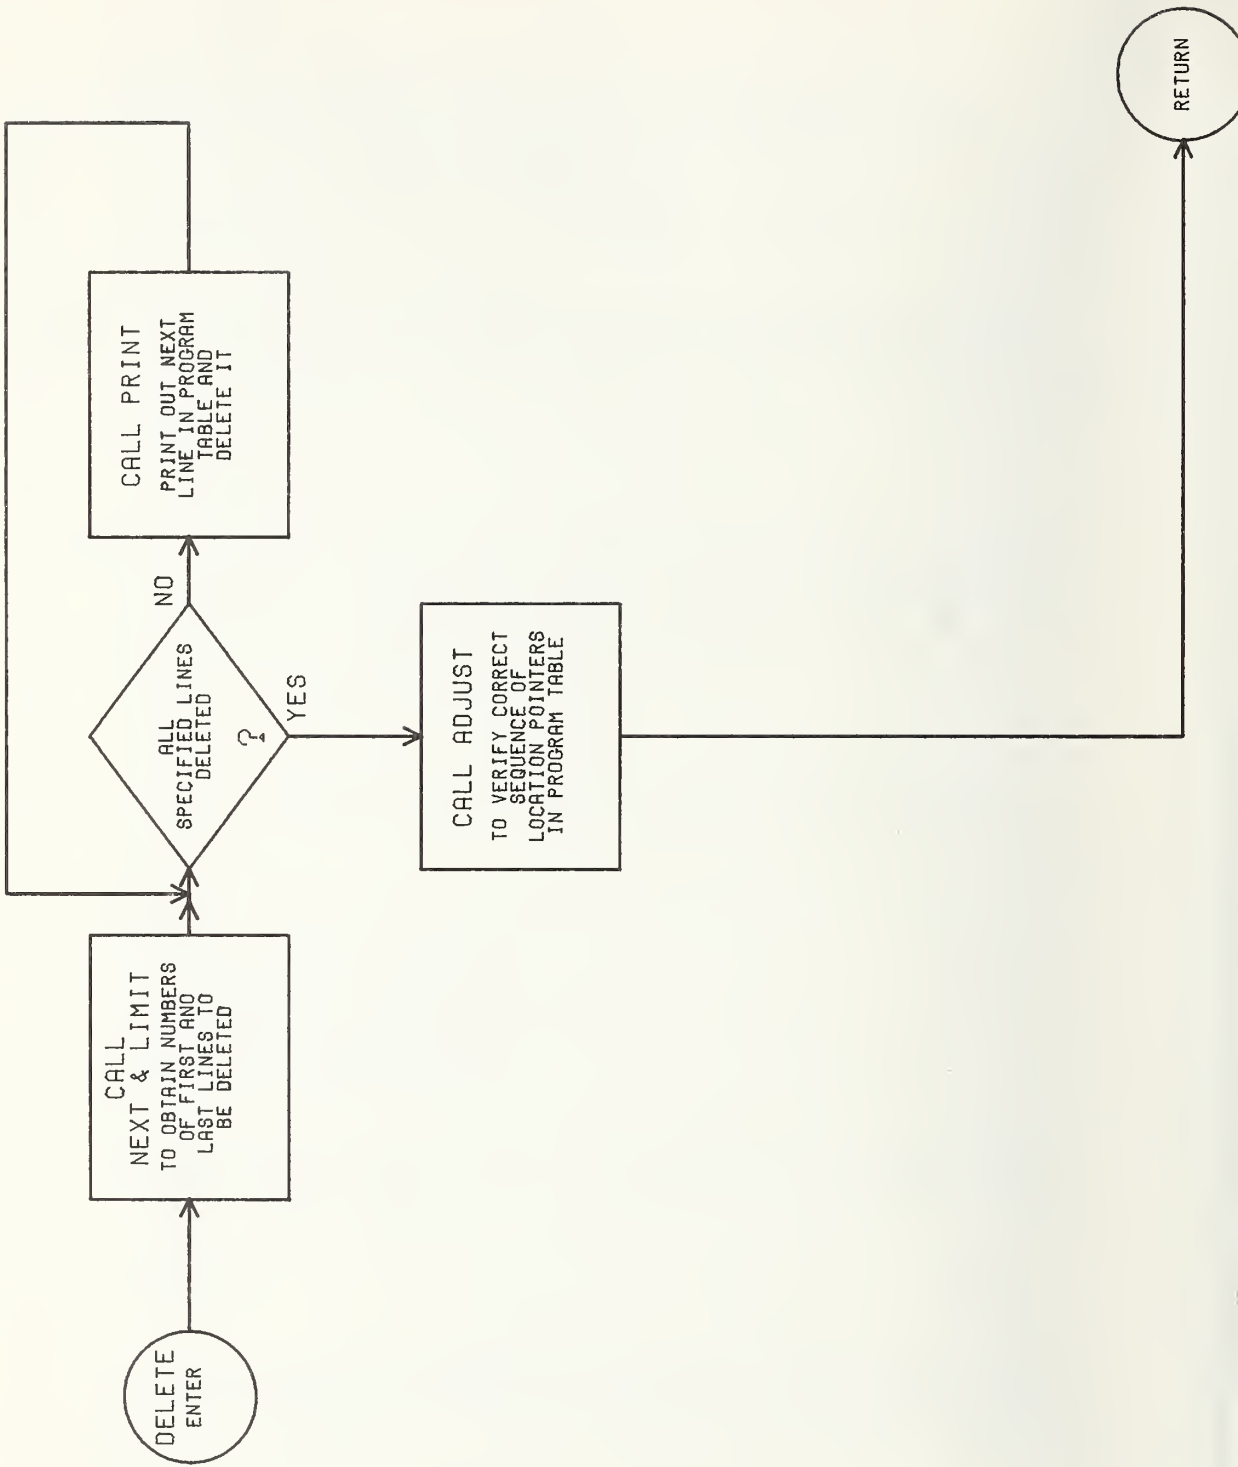 DELETE
ENTER
CALL
NEXT & LIMIT
TO OBTAIN NUMBERS
OF FIRST AND
LAST LINES TO
BE DELETED
ALL
SPECIFIED LINES
DELETED
?
NO
CALL PRINT
PRINT OUT NEXT
LINE IN PROGRAM
TABLE AND
DELETE IT
YES
CALL ADJUST
TO VERIFY CORRECT
SEQUENCE OF
LOCATION POINTERS
IN PROGRAM TABLE
RETURN